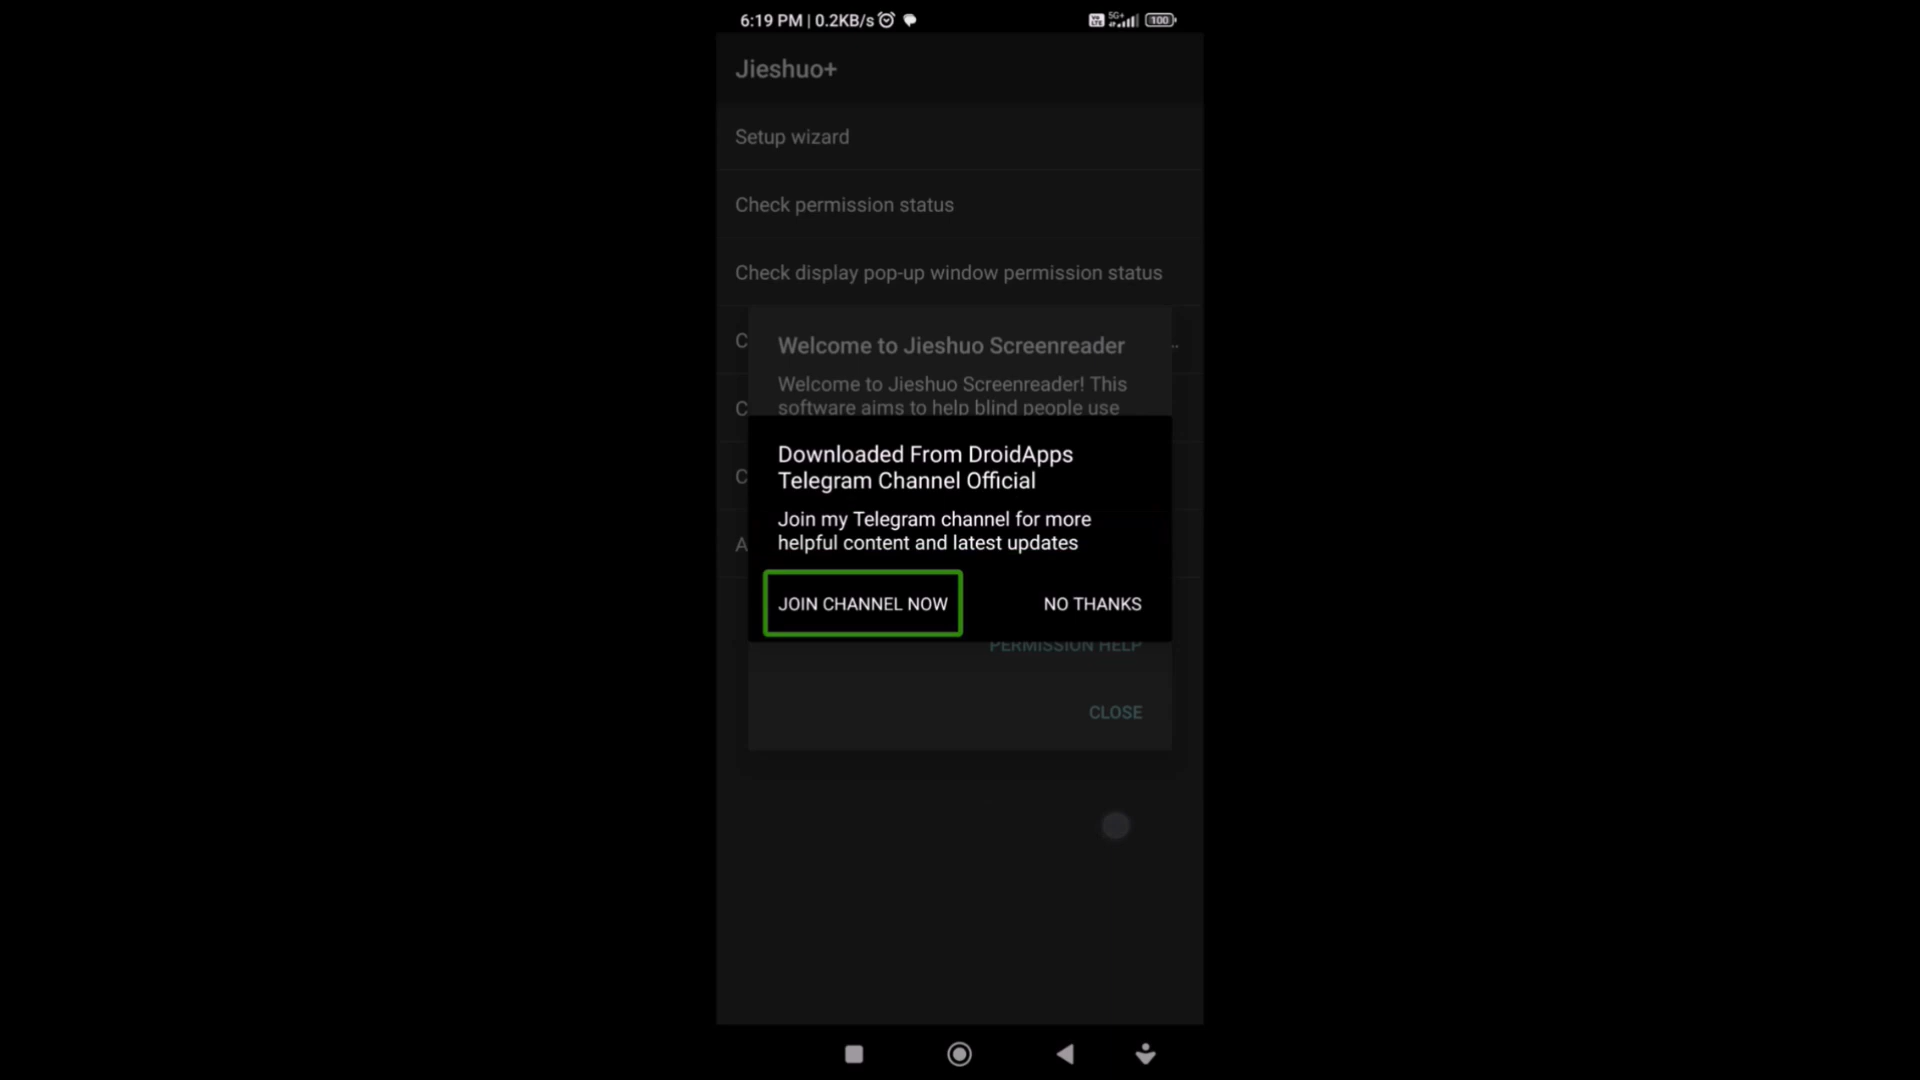 6:19 PM | 0.2KB/s
5G+
100
Jieshuo+
Setup wizard
Check permission status
Check display pop-up window permission status
C
Welcome to Jieshuo Screenreader
..
Welcome to Jieshuo Screenreader! This
C
software aims to help blind people use
Downloaded From DroidApps
Telegram Channel Official
C
Join my Telegram channel for more
helpful content and latest updates
A
JOIN CHANNEL NOW
NO THANKS
PERMISSION HELP
CLOSE